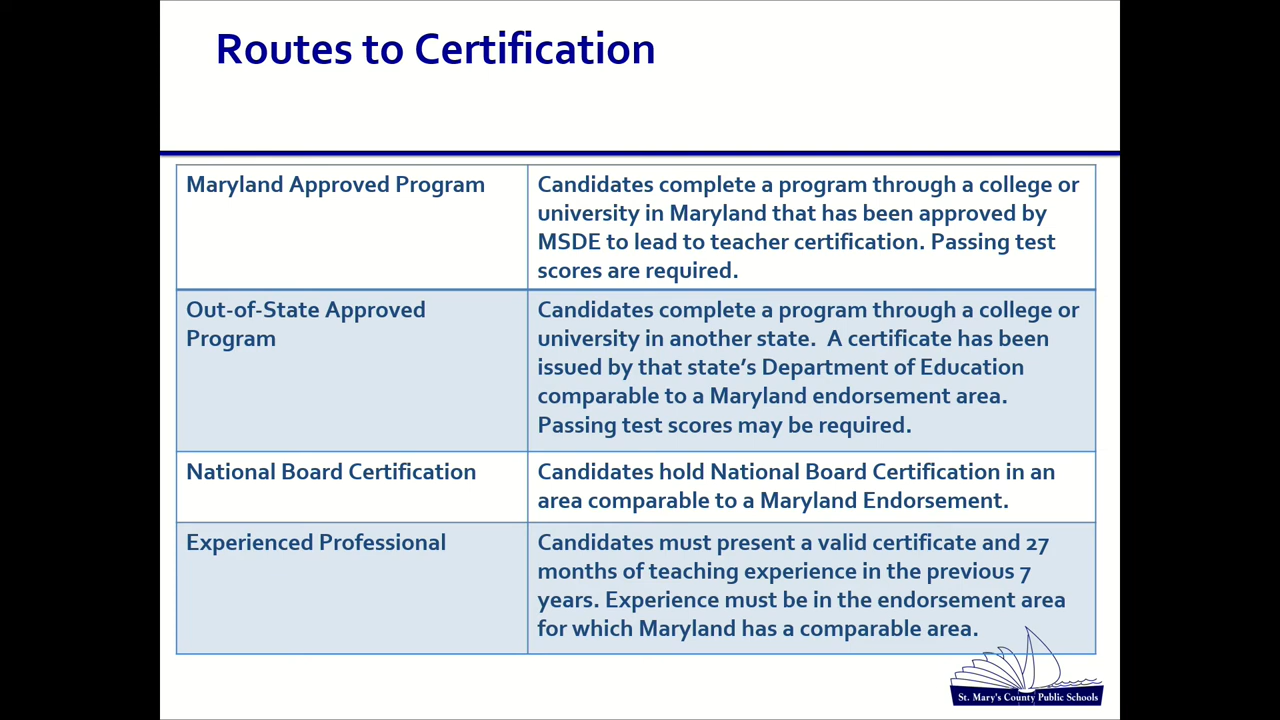 Routes to Certification
Maryland Approved Program
Candidates complete a program through a college or
university in Maryland that has been approved by
MSDE to lead to teacher certification. Passing test
scores are required.
Out-of-State Approved
Program
Candidates complete a program through a college or
university in another state.  A certificate has been
issued by that state's Department of Education
comparable to a Maryland endorsement area.
Passing test scores may be required.
National Board Certification
Candidates hold National Board Certification in an
area comparable to a Maryland Endorsement.
Experienced Professional
Candidates must present a valid certificate and 27
months of teaching experience in the previous 7
years. Experience must be in the endorsement area
for which Maryland has a comparable area.
St. Mary's County Public Schools